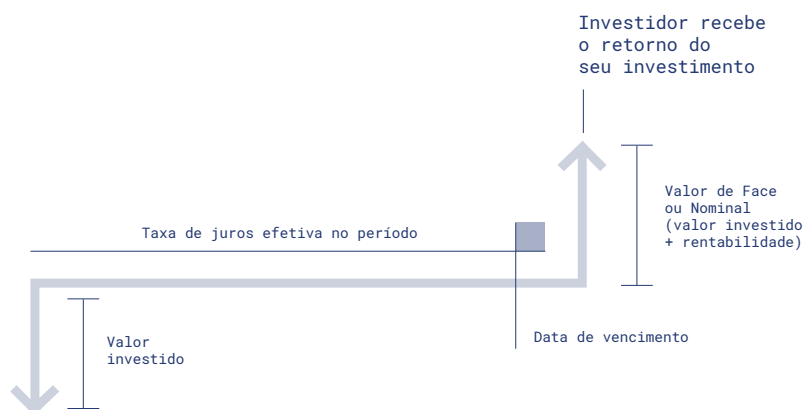 Investidor recebe
o retorno do
seu investimento
Valor de Face
ou Nominal
(valor investido
+ rentabilidade)
Taxa de juros efetiva no período
Data de vencimento
Valor
investido